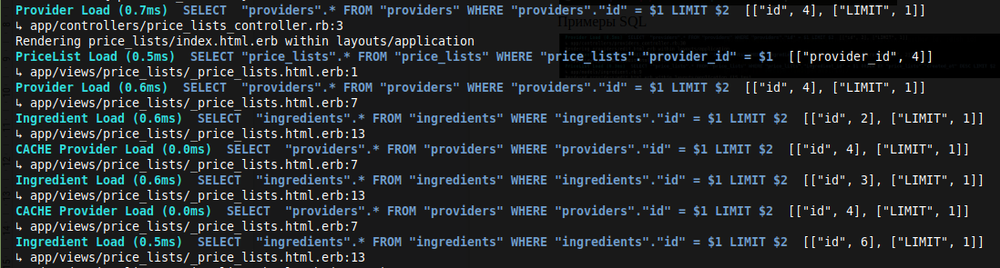 Provider Load (0.7ms)  SELECT  "providers".* FROM "providers" WHERE "providers"."id" = $1 LIMIT $2  [["id", 4], ["LIMIT", 1]]
↳ app/controllers/price_lists_controller.rb:3
Примеры SQL
Rendering price_lists/index.html.erb within layouts/application
PriceList Load (0.5ms)  SELECT "price_lists".* FROM "price_lists" WHERE "price_lists"."provider_id" = $1  [["provider_id", 4]]
↳ app/views/price_lists/_price_lists.html.erb:1
Provider Load (0.6ms)  SELECT  "providers".* FROM "providers" WHERE "providers"."id" = $1 LIMIT $2  [["id", 4], ["LIMIT", 1]]
↳ app/views/price_lists/_price_lists.html.erb:7
Ingredient Load (0.6ms)  SELECT  "ingredients".* FROM "ingredients" WHERE "ingredients"."id" = $1 LIMIT $2  [["id", 2], ["LIMIT", 1]]
↳ app/views/price_lists/_price_lists.html.erb:13
CACHE Provider Load (0.0ms)  SELECT  "providers".* FROM "providers" WHERE "providers"."id" = $1 LIMIT $2  [["id", 4], ["LIMIT", 1]]
↳ app/views/price_lists/_price_lists.html.erb:7
Ingredient Load (0.6ms)  SELECT  "ingredients".* FROM "ingredients" WHERE "ingredients"."id" = $1 LIMIT $2  [["id", 3], ["LIMIT", 1]]
↳ app/views/price_lists/_price_lists.html.erb:13
CACHE Provider Load (0.0ms)  SELECT  "providers".* FROM "providers" WHERE "providers"."id" = $1 LIMIT $2  [["id", 4], ["LIMIT", 1]]
↳ app/views/price_lists/_price_lists.html.erb:7
Ingredient Load (0.5ms)  SELECT  "ingredients".* FROM "ingredients" WHERE "ingredients"."id" = $1 LIMIT $2  [["id", 6], ["LIMIT", 1]]
↳ app/views/price_lists/_price_lists.html.erb:13